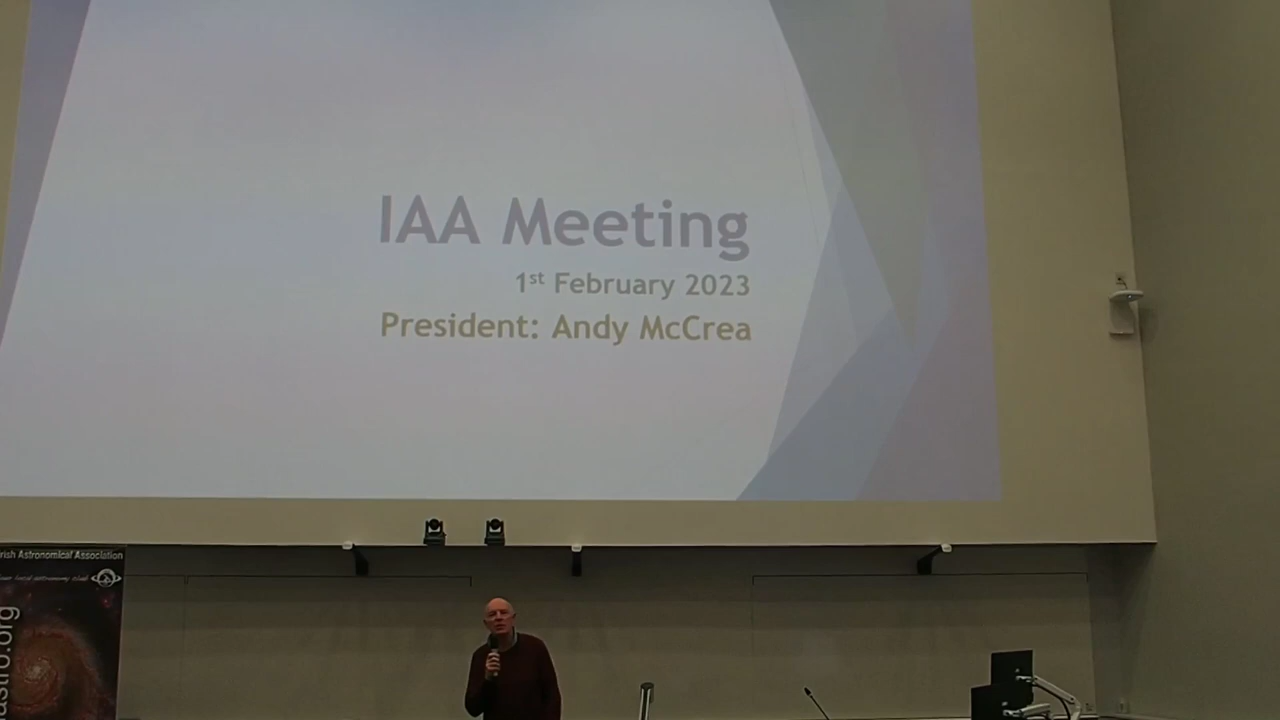 IAA Meeting
1st February 2023
President: Andy McCrea
rish Astronomical Association
astro.org